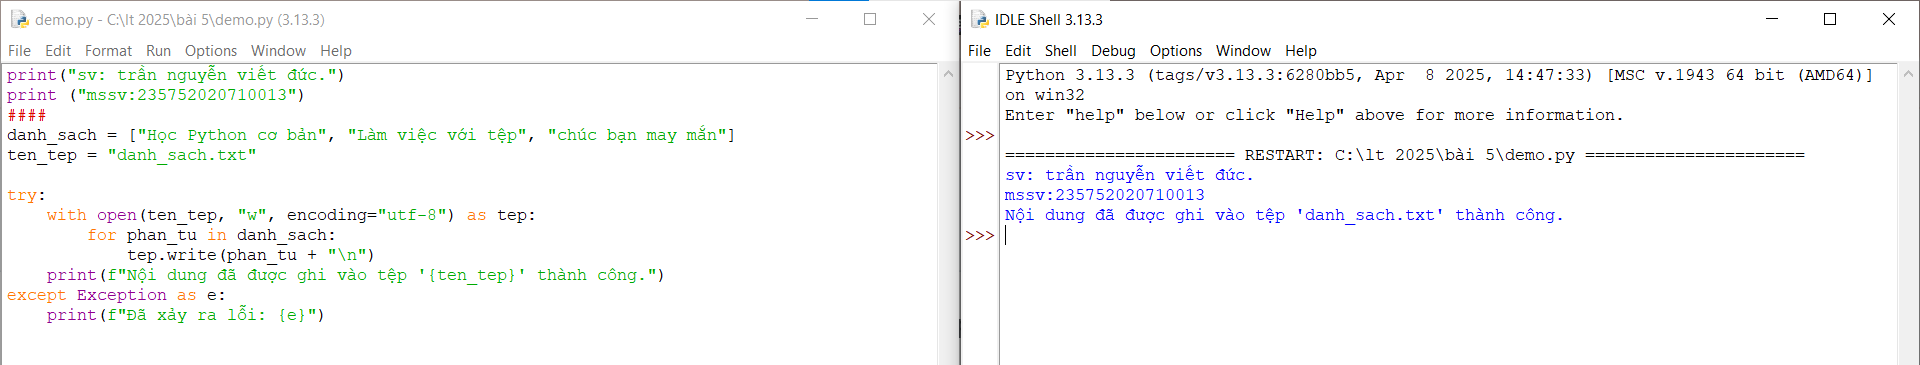 demo.py - C:\lt 2025\bài 5\demo.py (3.13.3)
File Edit Format Run Options Window Help
print("sv: trần nguyễn viết đức.")
print ("mssv:235752020710013")
####
danh_sach = ["Học Python cơ bản", "Làm việc với tệp", "chúc bạn may mắn"]
ten_tep = "danh_sach.txt"
try:
    with open(ten_tep, "w", encoding="utf-8") as tep:
        for phan_tu in danh_sach:
            tep.write(phan_tu + "\n")
    print(f"Nội dung đã được ghi vào tệp '{ten_tep}' thành công.")
except Exception as e:
    print(f"Đã xảy ra lỗi: {e}")
IDLE Shell 3.13.3
File Edit Shell Debug Options Window Help
Python 3.13.3 (tags/v3.13.3:6280bb5, Apr  8 2025, 14:47:33) [MSC v.1943 64 bit (AMD64)]
on win32
Enter "help" below or click "Help" above for more information.
>>>
======================= RESTART: C:\lt 2025\bài 5\demo.py ======================
sv: trần nguyễn viết đức.
mssv:235752020710013
Nội dung đã được ghi vào tệp 'danh_sach.txt' thành công.
>>>